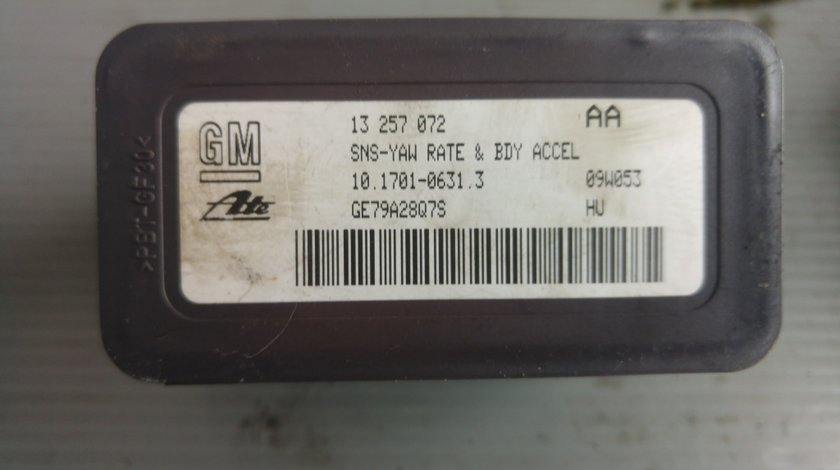 GM
13 257 072 AA
SNS-YAW RATE & BDY ACCEL
10.1701-0631.3 09W053
Ate
GE79A28Q7S HU
>PBT-GF30<